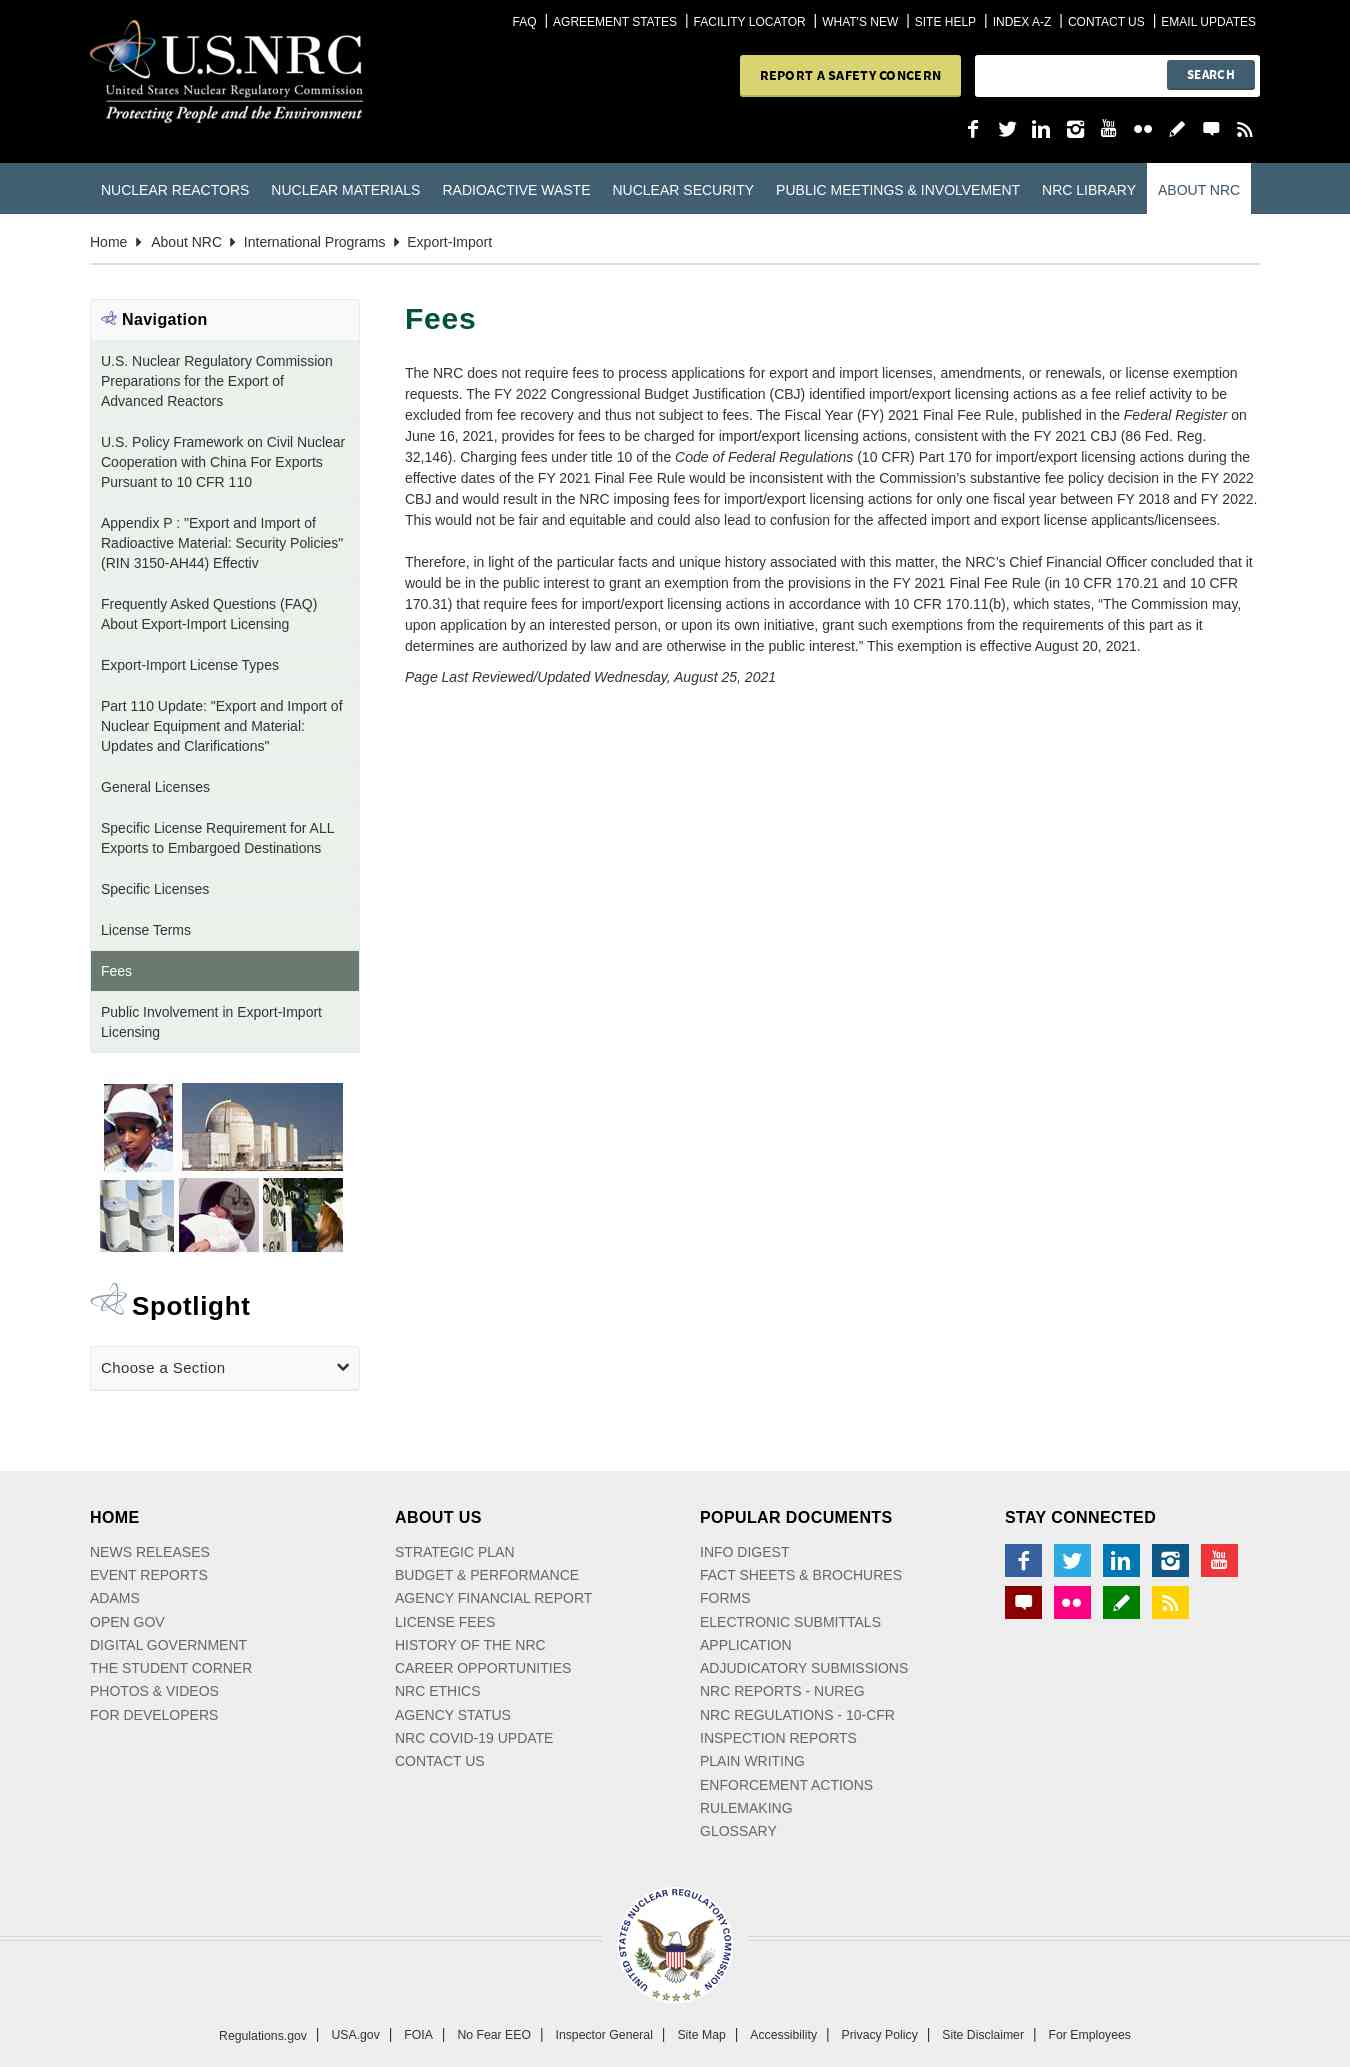 FAQ | AGREEMENT STATES | FACILITY LOCATOR | WHAT'S NEW | SITE HELP | INDEX A-Z | CONTACT US | EMAIL UPDATES
U.S.NRC
United States Nuclear Regulatory Commission
Protecting People and the Environment
REPORT A SAFETY CONCERN
SEARCH
NUCLEAR REACTORS NUCLEAR MATERIALS RADIOACTIVE WASTE NUCLEAR SECURITY PUBLIC MEETINGS & INVOLVEMENT NRC LIBRARY ABOUT NRC
Home About NRC International Programs Export-Import
Navigation
U.S. Nuclear Regulatory Commission
Preparations for the Export of
Advanced Reactors
U.S. Policy Framework on Civil Nuclear
Cooperation with China For Exports
Pursuant to 10 CFR 110
Appendix P : "Export and Import of
Radioactive Material: Security Policies"
(RIN 3150-AH44) Effectiv
Frequently Asked Questions (FAQ)
About Export-Import Licensing
Export-Import License Types
Part 110 Update: "Export and Import of
Nuclear Equipment and Material:
Updates and Clarifications"
General Licenses
Specific License Requirement for ALL
Exports to Embargoed Destinations
Specific Licenses
License Terms
Fees
Public Involvement in Export-Import
Licensing
Fees
The NRC does not require fees to process applications for export and import licenses, amendments, or renewals, or license exemption
requests. The FY 2022 Congressional Budget Justification (CBJ) identified import/export licensing actions as a fee relief activity to be
excluded from fee recovery and thus not subject to fees. The Fiscal Year (FY) 2021 Final Fee Rule, published in the Federal Register on
June 16, 2021, provides for fees to be charged for import/export licensing actions, consistent with the FY 2021 CBJ (86 Fed. Reg.
32,146). Charging fees under title 10 of the Code of Federal Regulations (10 CFR) Part 170 for import/export licensing actions during the
effective dates of the FY 2021 Final Fee Rule would be inconsistent with the Commission's substantive fee policy decision in the FY 2022
CBJ and would result in the NRC imposing fees for import/export licensing actions for only one fiscal year between FY 2018 and FY 2022.
This would not be fair and equitable and could also lead to confusion for the affected import and export license applicants/licensees.
Therefore, in light of the particular facts and unique history associated with this matter, the NRC's Chief Financial Officer concluded that it
would be in the public interest to grant an exemption from the provisions in the FY 2021 Final Fee Rule (in 10 CFR 170.21 and 10 CFR
170.31) that require fees for import/export licensing actions in accordance with 10 CFR 170.11(b), which states, “The Commission may,
upon application by an interested person, or upon its own initiative, grant such exemptions from the requirements of this part as it
determines are authorized by law and are otherwise in the public interest.” This exemption is effective August 20, 2021.
Page Last Reviewed/Updated Wednesday, August 25, 2021
Spotlight
Choose a Section
HOME
NEWS RELEASES
EVENT REPORTS
ADAMS
OPEN GOV
DIGITAL GOVERNMENT
THE STUDENT CORNER
PHOTOS & VIDEOS
FOR DEVELOPERS
ABOUT US
STRATEGIC PLAN
BUDGET & PERFORMANCE
AGENCY FINANCIAL REPORT
LICENSE FEES
HISTORY OF THE NRC
CAREER OPPORTUNITIES
NRC ETHICS
AGENCY STATUS
NRC COVID-19 UPDATE
CONTACT US
POPULAR DOCUMENTS
INFO DIGEST
FACT SHEETS & BROCHURES
FORMS
ELECTRONIC SUBMITTALS
APPLICATION
ADJUDICATORY SUBMISSIONS
NRC REPORTS - NUREG
NRC REGULATIONS - 10-CFR
INSPECTION REPORTS
PLAIN WRITING
ENFORCEMENT ACTIONS
RULEMAKING
GLOSSARY
STAY CONNECTED
You Tube
UNITED STATES NUCLEAR REGULATORY COMMISSION
Regulations.gov | USA.gov | FOIA | No Fear EEO | Inspector General | Site Map | Accessibility | Privacy Policy | Site Disclaimer | For Employees